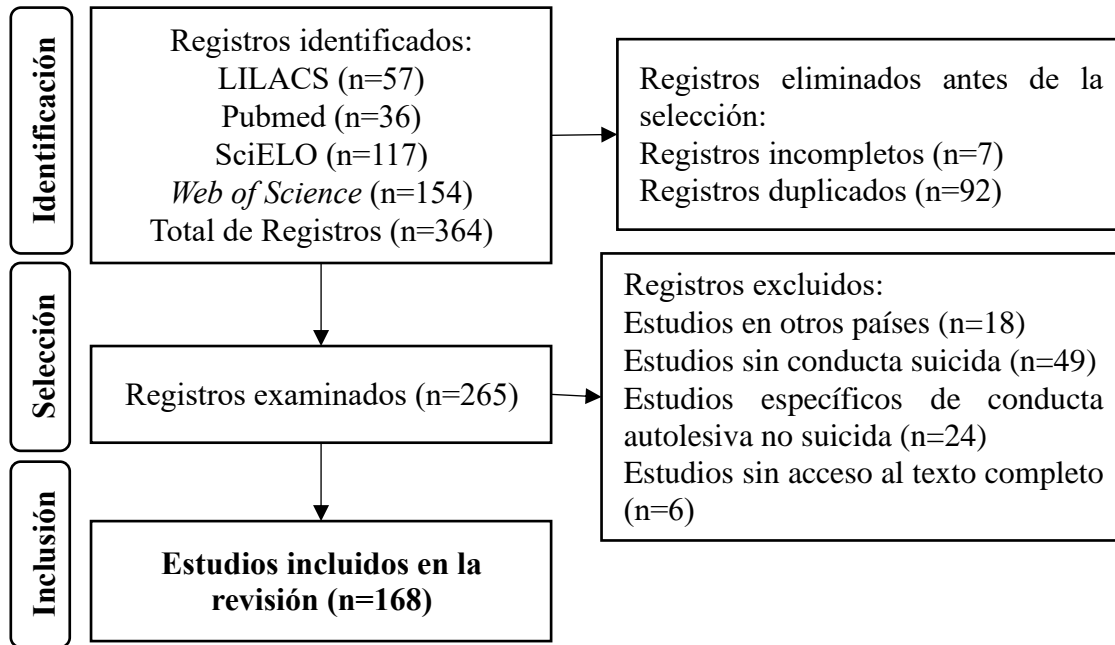 Identificación
Registros identificados:
LILACS (n=57)
Pubmed (n=36)
SciELO (n=117)
Web of Science (n=154)
Total de Registros (n=364)
Registros eliminados antes de la
selección:
Registros incompletos (n=7)
Registros duplicados (n=92)
Selección
Registros examinados (n=265)
Registros excluidos:
Estudios en otros países (n=18)
Estudios sin conducta suicida (n=49)
Estudios específicos de conducta
autolesiva no suicida (n=24)
Estudios sin acceso al texto completo
(n=6)
Inclusión
Estudios incluidos en la
revisión (n=168)